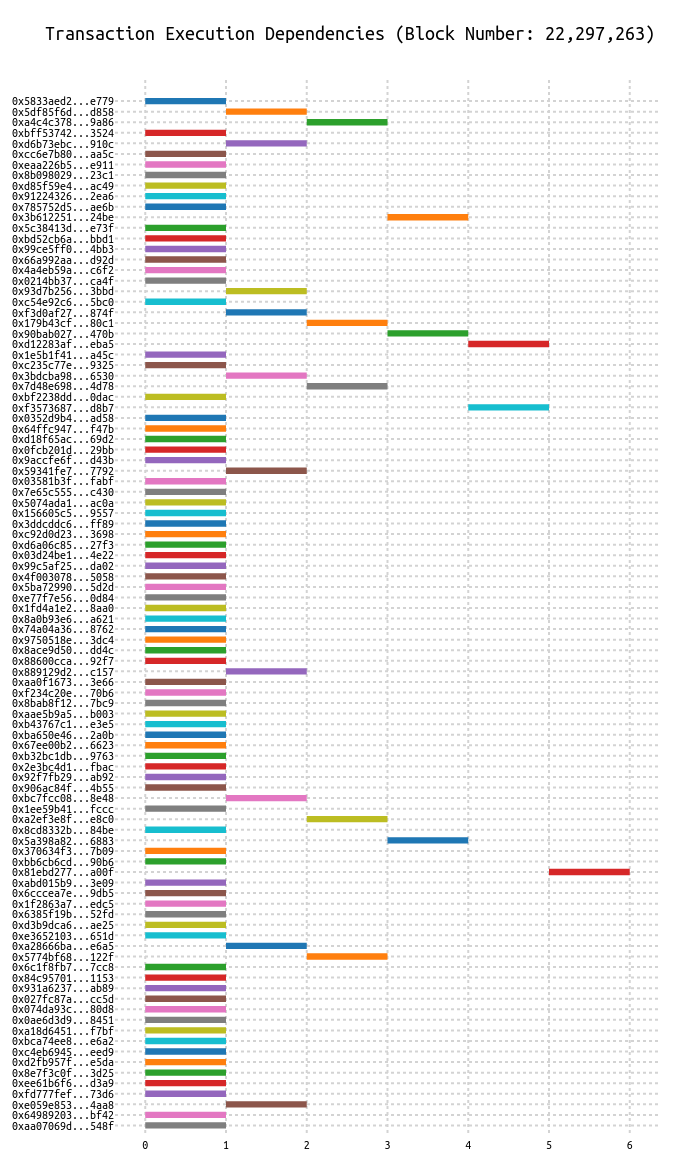 Transaction Execution Dependencies (Block Number: 22,297,263)
0x5833aed2...e779
0x5df85f6d...d858
0xa4c4c378...9a86
0xbff53742...3524
0xd6b73ebc...910c
0xcc6e7b80...aa5c
0xeaa226b5...e911
0x8b098029...23c1
0xd85f59e4...ac49
0x91224326...2ea6
0x785752d5...ae6b
0x3b612251...24be
0x5c38413d...e73f
0xbd52cb6a...bbd1
0x99ce5ff0...4bb3
0x66a992aa...d92d
0x4a4eb59a...c6f2
0x0214bb37...ca4f
0x93d7b256...3bbd
0xc54e92c6...5bc0
0xf3d0af27...874f
0x179b43cf...80c1
0x90bab027...470b
0xd12283af...eba5
0x1e5b1f41...a45c
0xc235c77e...9325
0x3bdcba98...6530
0x7d48e698...4d78
0xbf2238dd...0dac
0xf3573687...d8b7
0x0352d9b4...ad58
0x64ffc947...f47b
0xd18f65ac...69d2
0x0fcb201d...29bb
0x9accfe6f...d43b
0x59341fe7...7792
0x03581b3f...fabf
0x7e65c555...c430
0x5074ada1...ac0a
0x156605c5...9557
0x3ddcddc6...ff89
0xc92d0d23...3698
0xd6a06c85...27f3
0x03d24be1...4e22
0x99c5af25...da02
0x4f003078...5058
0x5ba72990...5d2d
0xe77f7e56...0d84
0x1fd4a1e2...8aa0
0x8a0b93e6...a621
0x74a04a36...8762
0x9750518e...3dc4
0x8ace9d50...dd4c
0x88600cca...92f7
0x889129d2...c157
0xaa0f1673...3e66
0xf234c20e...70b6
0x8bab8f12...7bc9
0xaae5b9a5...b003
0xb43767c1...e3e5
0xba650e46...2a0b
0x67ee00b2...6623
0xb32bc1db...9763
0x2e3bc4d1...fbac
0x92f7fb29...ab92
0x906ac84f...4b55
0xbc7fcc08...8e48
0x1ee59b41...fccc
0xa2ef3e8f...e8c0
0x8cd8332b...84be
0x5a398a82...6883
0x370634f3...7b09
0xbb6cb6cd...90b6
0x81ebd277...a00f
0xabd015b9...3e09
0x6cccea7e...9db5
0x1f2863a7...edc5
0x6385f19b...52fd
0xd3b9dca6...ae25
0xe3652103...651d
0xa28666ba...e6a5
0x5774bf68...122f
0x6c1f8fb7...7cc8
0x84c95701...1153
0x931a6237...ab89
0x027fc87a...cc5d
0x074da93c...80d8
0x0ae6d3d9...8451
0xa18d6451...f7bf
0xbca74ee8...e6a2
0xc4eb6945...eed9
0xd2fb957f...e5da
0x8e7f3c0f...3d25
0xee61b6f6...d3a9
0xfd777fef...73d6
0xe059e853...4aa8
0x64989203...bf42
0xaa07069d...548f
0 1 2 3 4 5 6